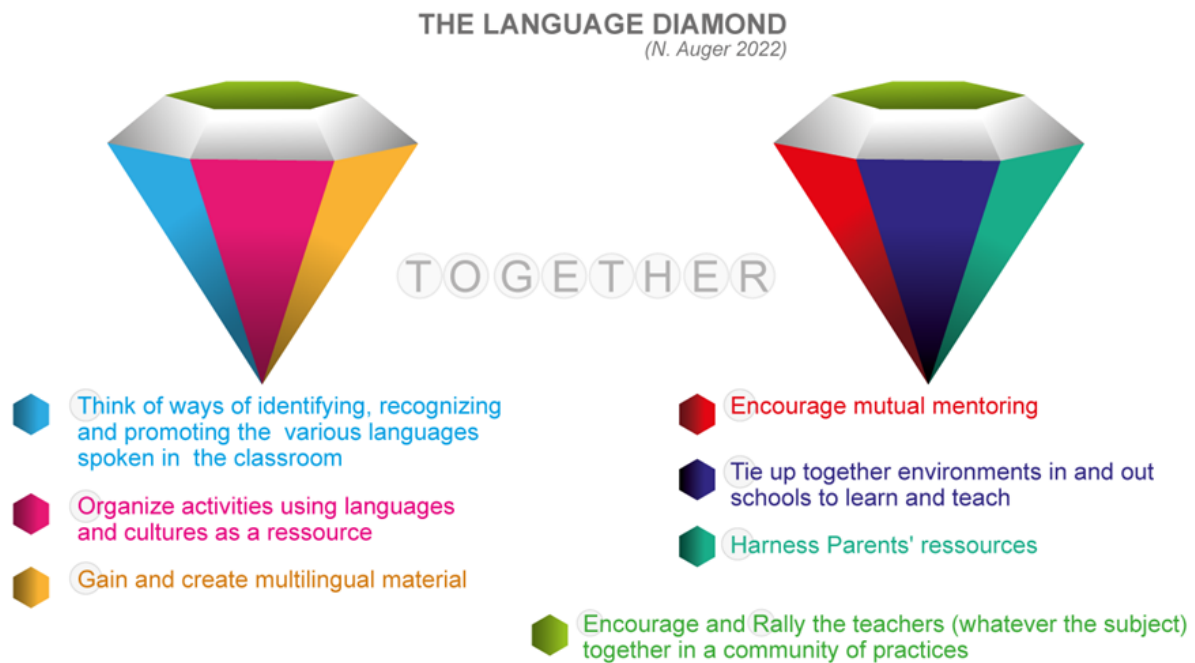 THE LANGUAGE DIAMOND
(N. Auger 2022)
TOGETHER
Think of ways of identifying, recognizing
and promoting the various languages
spoken in the classroom
Organize activities using languages
and cultures as a ressource
Gain and create multilingual material
Encourage mutual mentoring
Tie up together environments in and out
schools to learn and teach
Harness Parents' ressources
Encourage and Rally the teachers (whatever the subject)
together in a community of practices